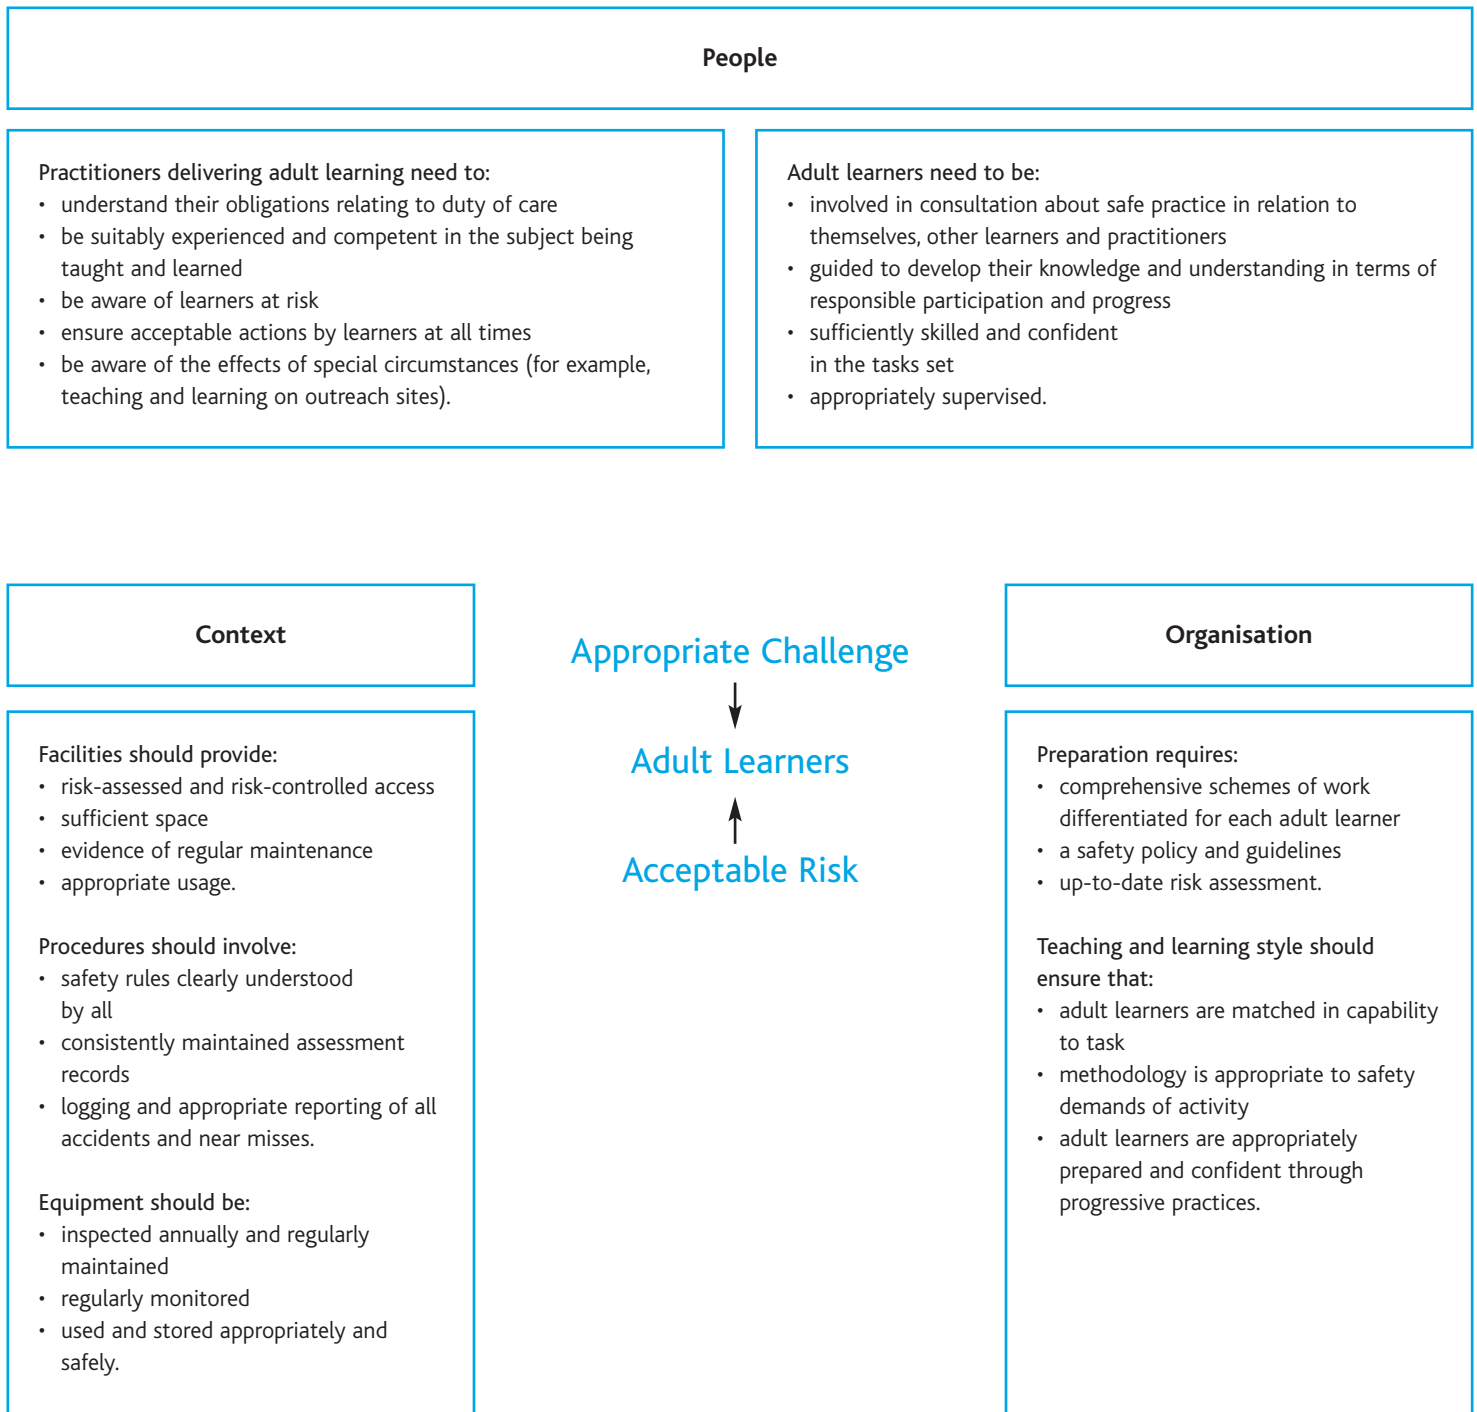 People
Practitioners delivering adult learning need to:
• understand their obligations relating to duty of care
• be suitably experienced and competent in the subject being
taught and learned
• be aware of learners at risk
• ensure acceptable actions by learners at all times
• be aware of the effects of special circumstances (for example,
teaching and learning on outreach sites).
Adult learners need to be:
• involved in consultation about safe practice in relation to
themselves, other learners and practitioners
• guided to develop their knowledge and understanding in terms of
responsible participation and progress
• sufficiently skilled and confident
in the tasks set
• appropriately supervised.
Context
Facilities should provide:
• risk-assessed and risk-controlled access
• sufficient space
• evidence of regular maintenance
• appropriate usage.
Procedures should involve:
• safety rules clearly understood
by all
• consistently maintained assessment
records
• logging and appropriate reporting of all
accidents and near misses.
Equipment should be:
• inspected annually and regularly
maintained
• regularly monitored
• used and stored appropriately and
safely.
Appropriate Challenge
Adult Learners
Acceptable Risk
Organisation
Preparation requires:
• comprehensive schemes of work
differentiated for each adult learner
• a safety policy and guidelines
• up-to-date risk assessment.
Teaching and learning style should
ensure that:
• adult learners are matched in capability
to task
• methodology is appropriate to safety
demands of activity
• adult learners are appropriately
prepared and confident through
progressive practices.